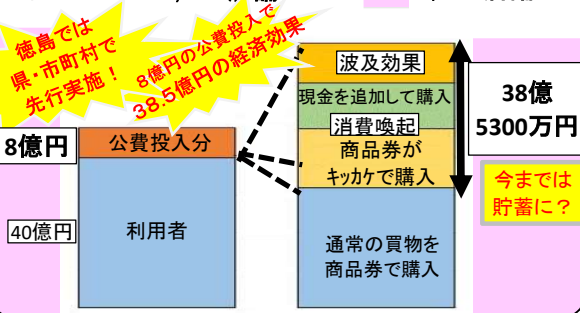 徳島では
県・市町村で
先行実施！
8億円の公費投入で
38.5億円の経済効果
波及効果
現金を追加して購入
消費喚起
商品券が
ｷｯｶｹで購入
通常の買物を
商品券で購入
38億
5300万円
今までは
貯蓄に？
8億円
公費投入分
40億円
利用者